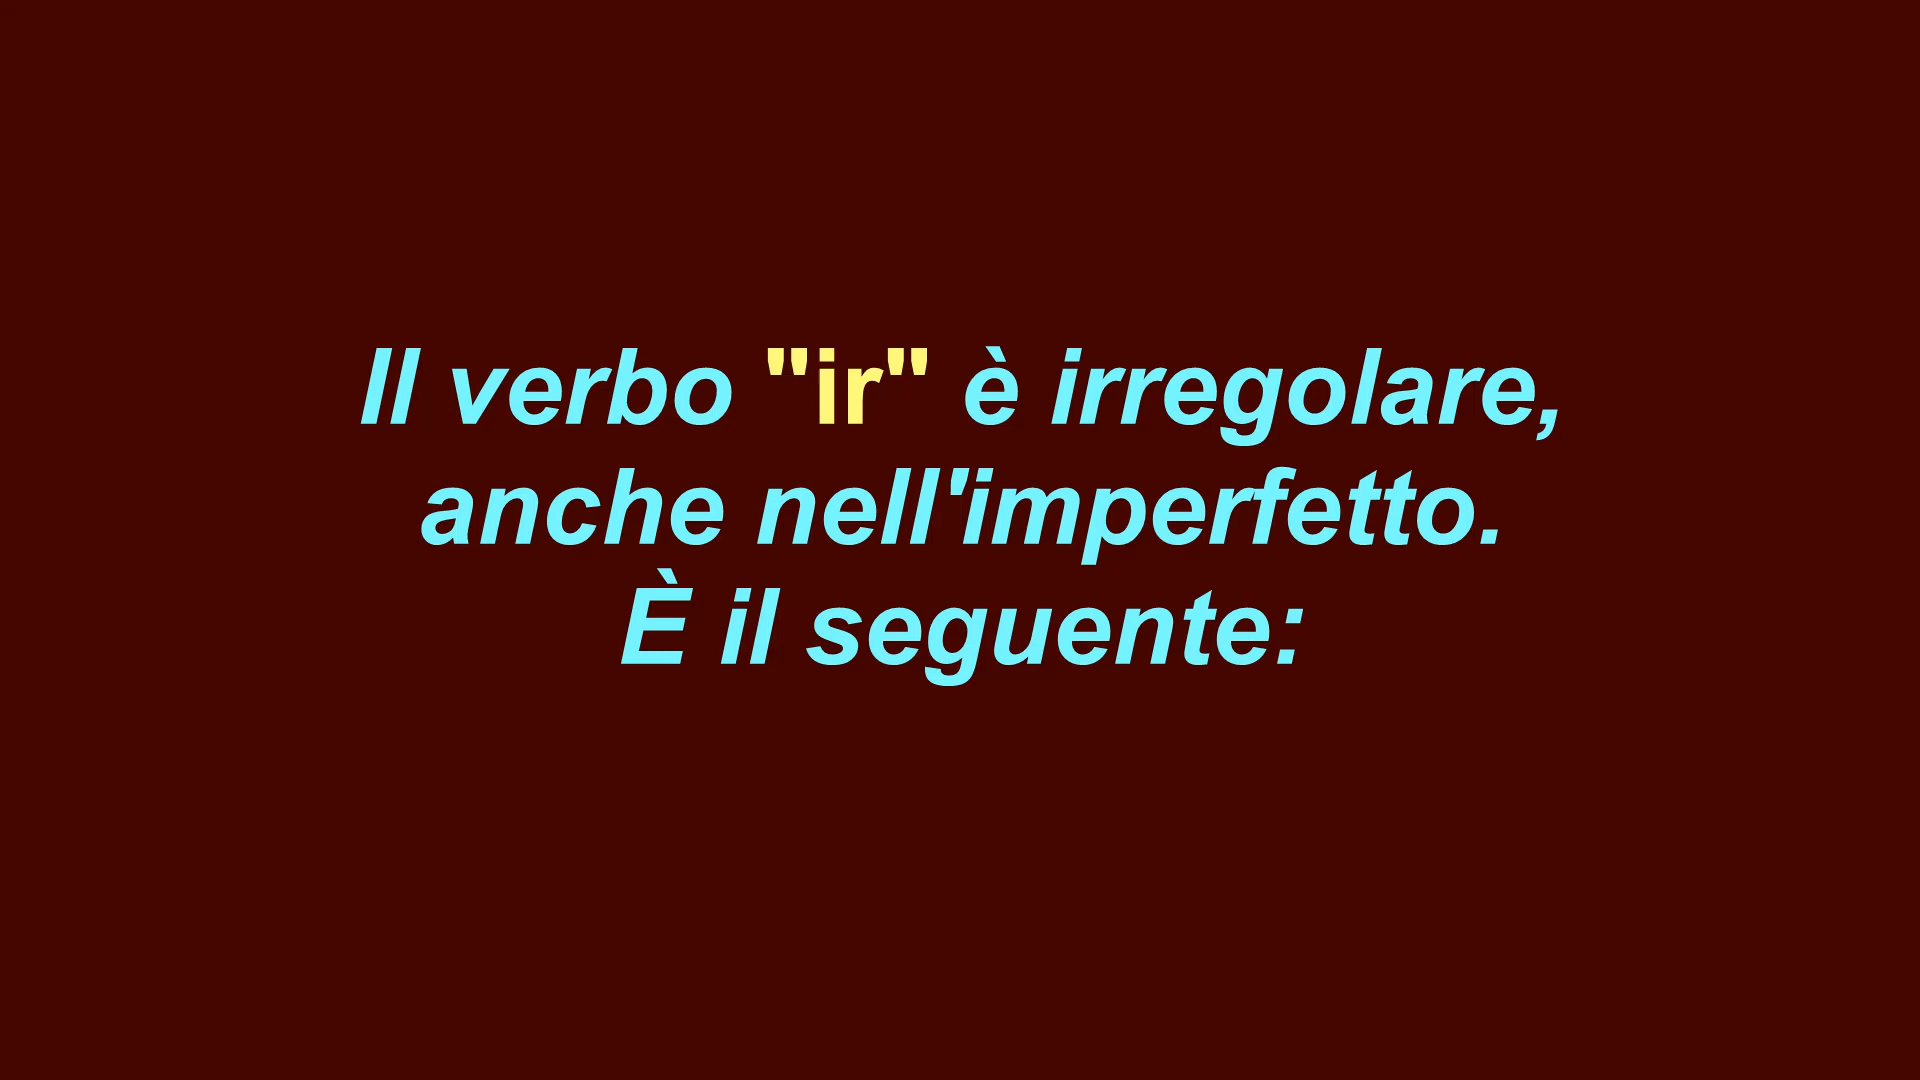 Il verbo "ir" è irregolare,
anche nell'imperfetto.
È il seguente: